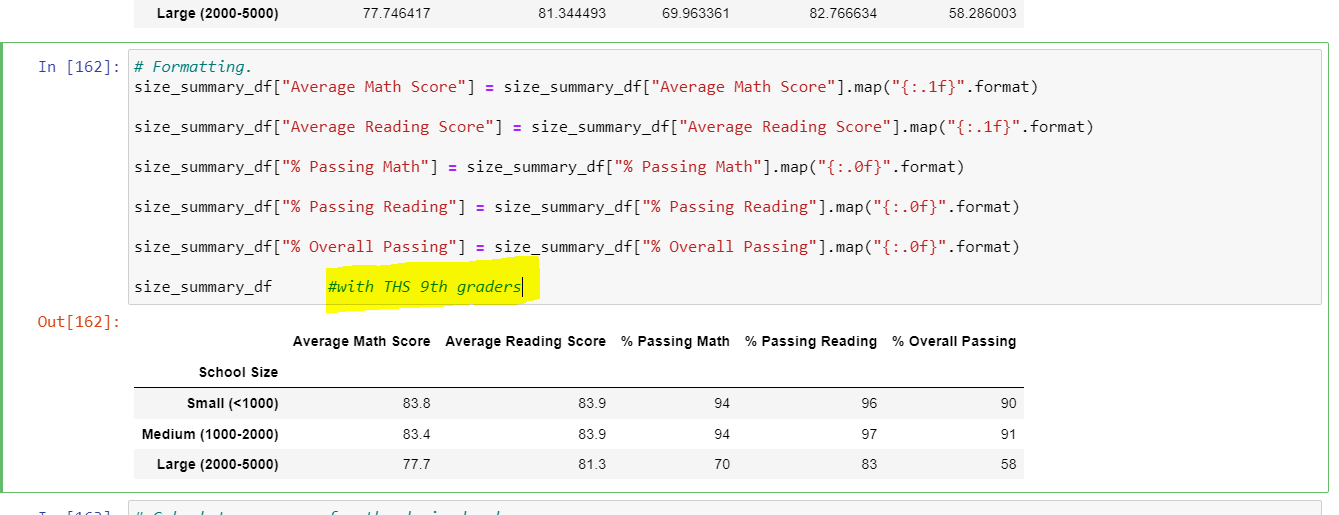 Large (2000-5000) 77.746417 81.344493 69.963361 82.766634 58.286003
In [162]: # Formatting.
size_summary_df["Average Math Score"] = size_summary_df["Average Math Score"].map("{:.1f}".format)
size_summary_df["Average Reading Score"] = size_summary_df["Average Reading Score"].map("{:.1f}".format)
size_summary_df["% Passing Math"] = size_summary_df["% Passing Math"].map("{:.0f}".format)
size_summary_df["% Passing Reading"] = size_summary_df["% Passing Reading"].map("{:.0f}".format)
size_summary_df["% Overall Passing"] = size_summary_df["% Overall Passing"].map("{:.0f}".format)
size_summary_df #with THS 9th graders
Out[162]:
Average Math Score Average Reading Score % Passing Math % Passing Reading % Overall Passing
School Size
Small (<1000) 83.8 83.9 94 96 90
Medium (1000-2000) 83.4 83.9 94 97 91
Large (2000-5000) 77.7 81.3 70 83 58